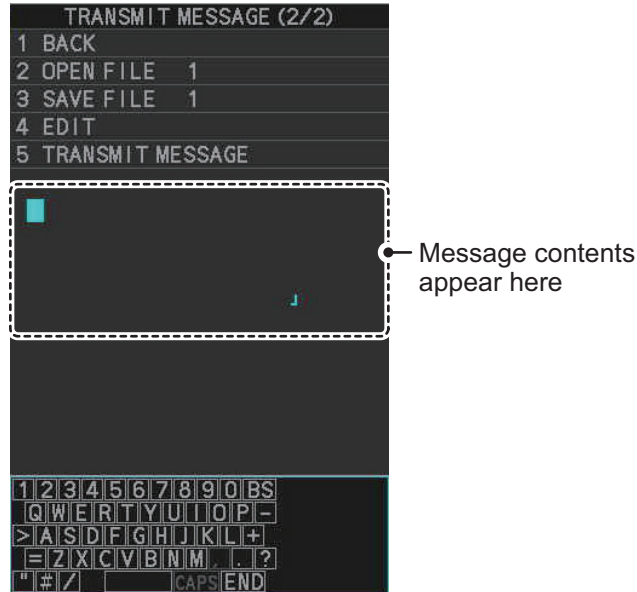 TRANSMIT MESSAGE (2/2)
1 BACK
2 OPEN FILE 1
3 SAVE FILE 1
4 EDIT
5 TRANSMIT MESSAGE
Message contents
appear here
1 2 3 4 5 6 7 8 9 0 BS
Q W E R T Y U I O P -
> A S D F G H J K L +
= Z X C V B N M , . ?
" # / CAPS END